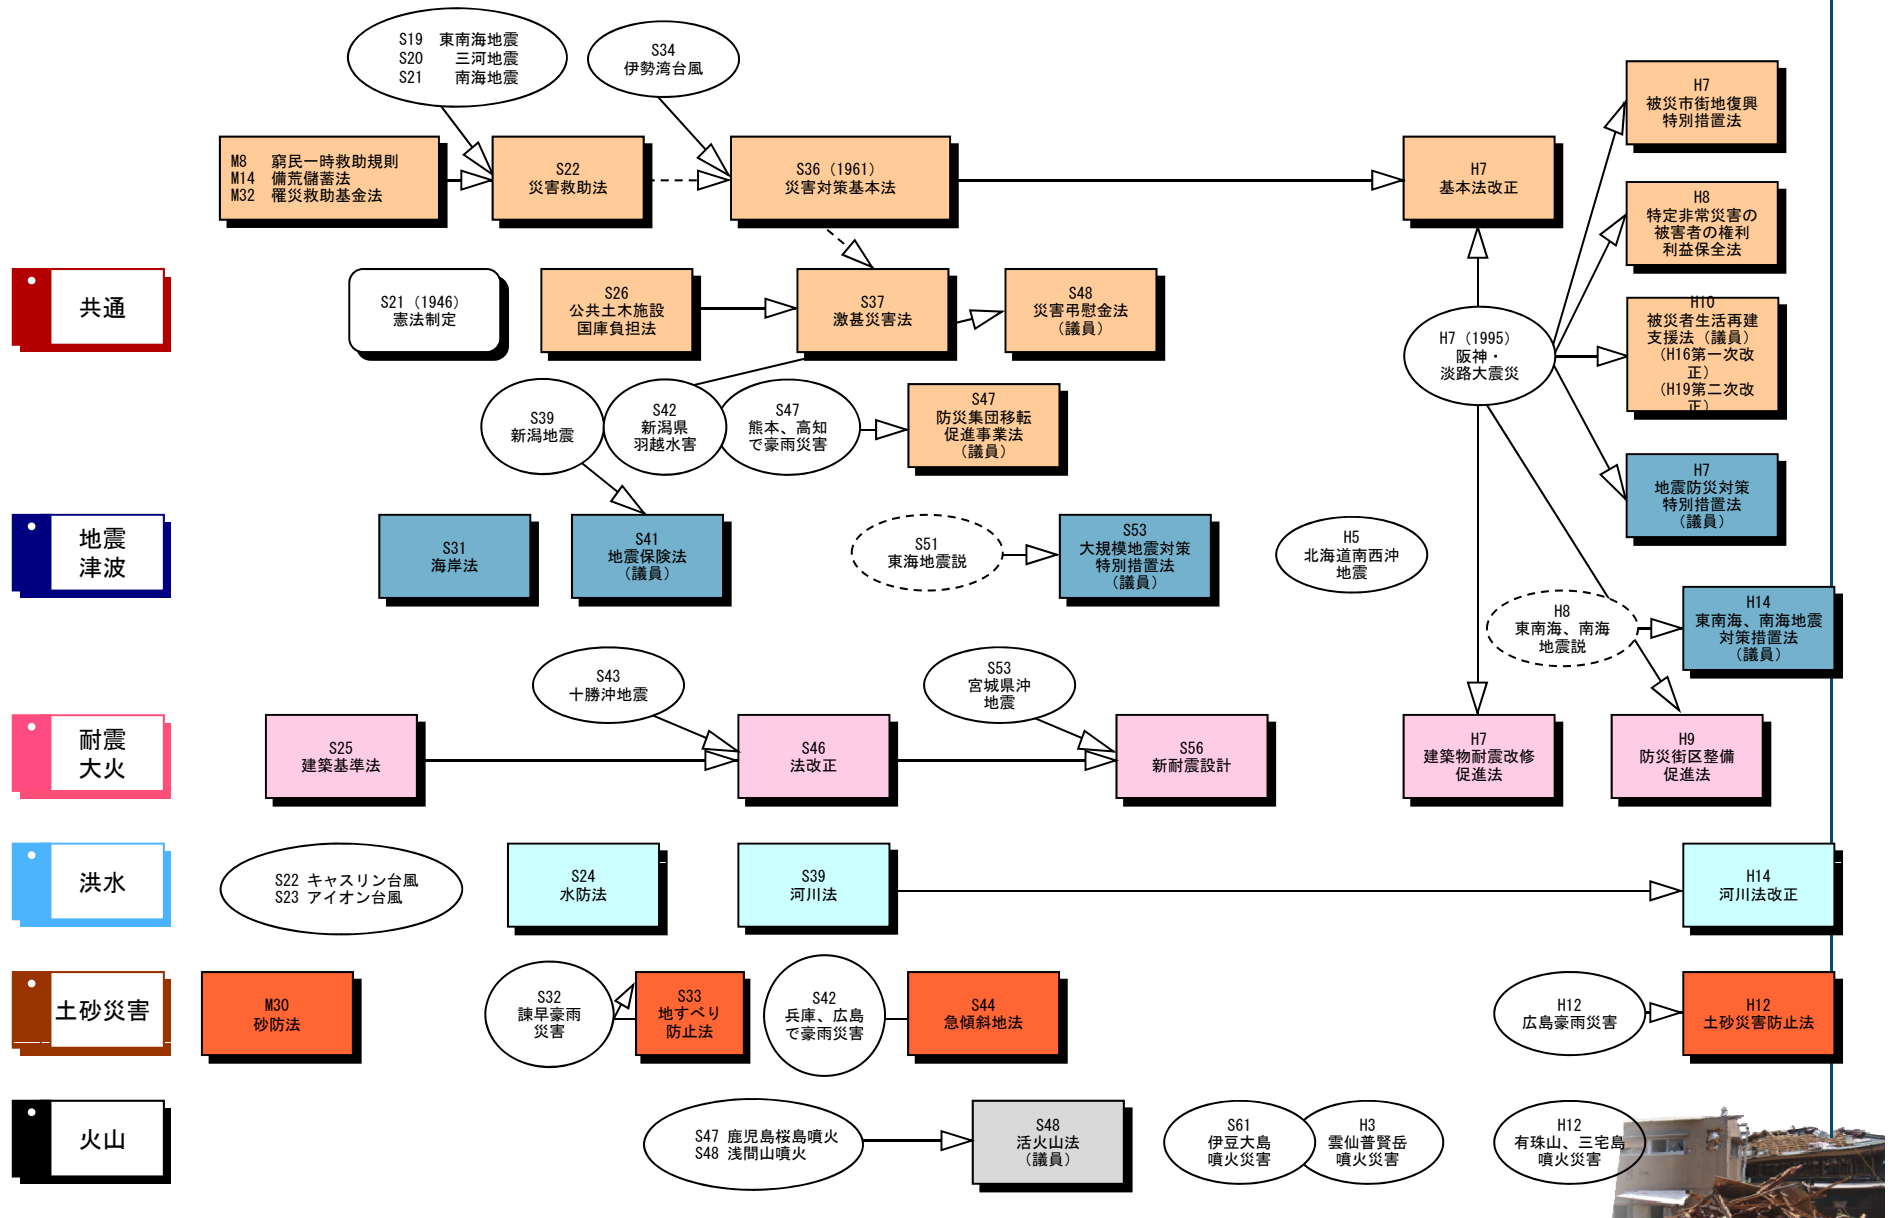 S19 東南海地震
S20 三河地震
S21 南海地震
S34
伊勢湾台風
H7
被災市街地復興
特別措置法
M8 窮民一時救助規則
M14 備荒儲蓄法
M32 罹災救助基金法
S22
災害救助法
S36（1961）
災害対策基本法
H7
基本法改正
H8
特定非常災害の
被害者の権利
利益保全法
共通
S21（1946）
憲法制定
S26
公共土木施設
国庫負担法
S37
激甚災害法
S48
災害弔慰金法
（議員）
H7（1995）
阪神・
淡路大震災
H10
被災者生活再建
支援法（議員）
（H16第一次改
正）
（H19第二次改
正）
S39
新潟地震
S42
新潟県
羽越水害
S47
熊本、高知
で豪雨災害
S47
防災集団移転
促進事業法
（議員）
H7
地震防災対策
特別措置法
（議員）
地震
津波
S31
海岸法
S41
地震保険法
（議員）
S51
東海地震説
S53
大規模地震対策
特別措置法
（議員）
H5
北海道南西沖
地震
H8
東南海、南海
地震説
H14
東南海、南海地震
対策措置法
（議員）
耐震
大火
S43
十勝沖地震
S53
宮城県沖
地震
S25
建築基準法
S46
法改正
S56
新耐震設計
H7
建築物耐震改修
促進法
H9
防災街区整備
促進法
洪水
S22 キャスリン台風
S23 アイオン台風
S24
水防法
S39
河川法
H14
河川法改正
土砂災害
M30
砂防法
S32
諫早豪雨
災害
S33
地すべり
防止法
S42
兵庫、広島
で豪雨災害
S44
急傾斜地法
H12
広島豪雨災害
H12
土砂災害防止法
火山
S47 鹿児島桜島噴火
S48 浅間山噴火
S48
活火山法
（議員）
S61
伊豆大島
噴火災害
H3
雲仙普賢岳
噴火災害
H12
有珠山、三宅島
噴火災害